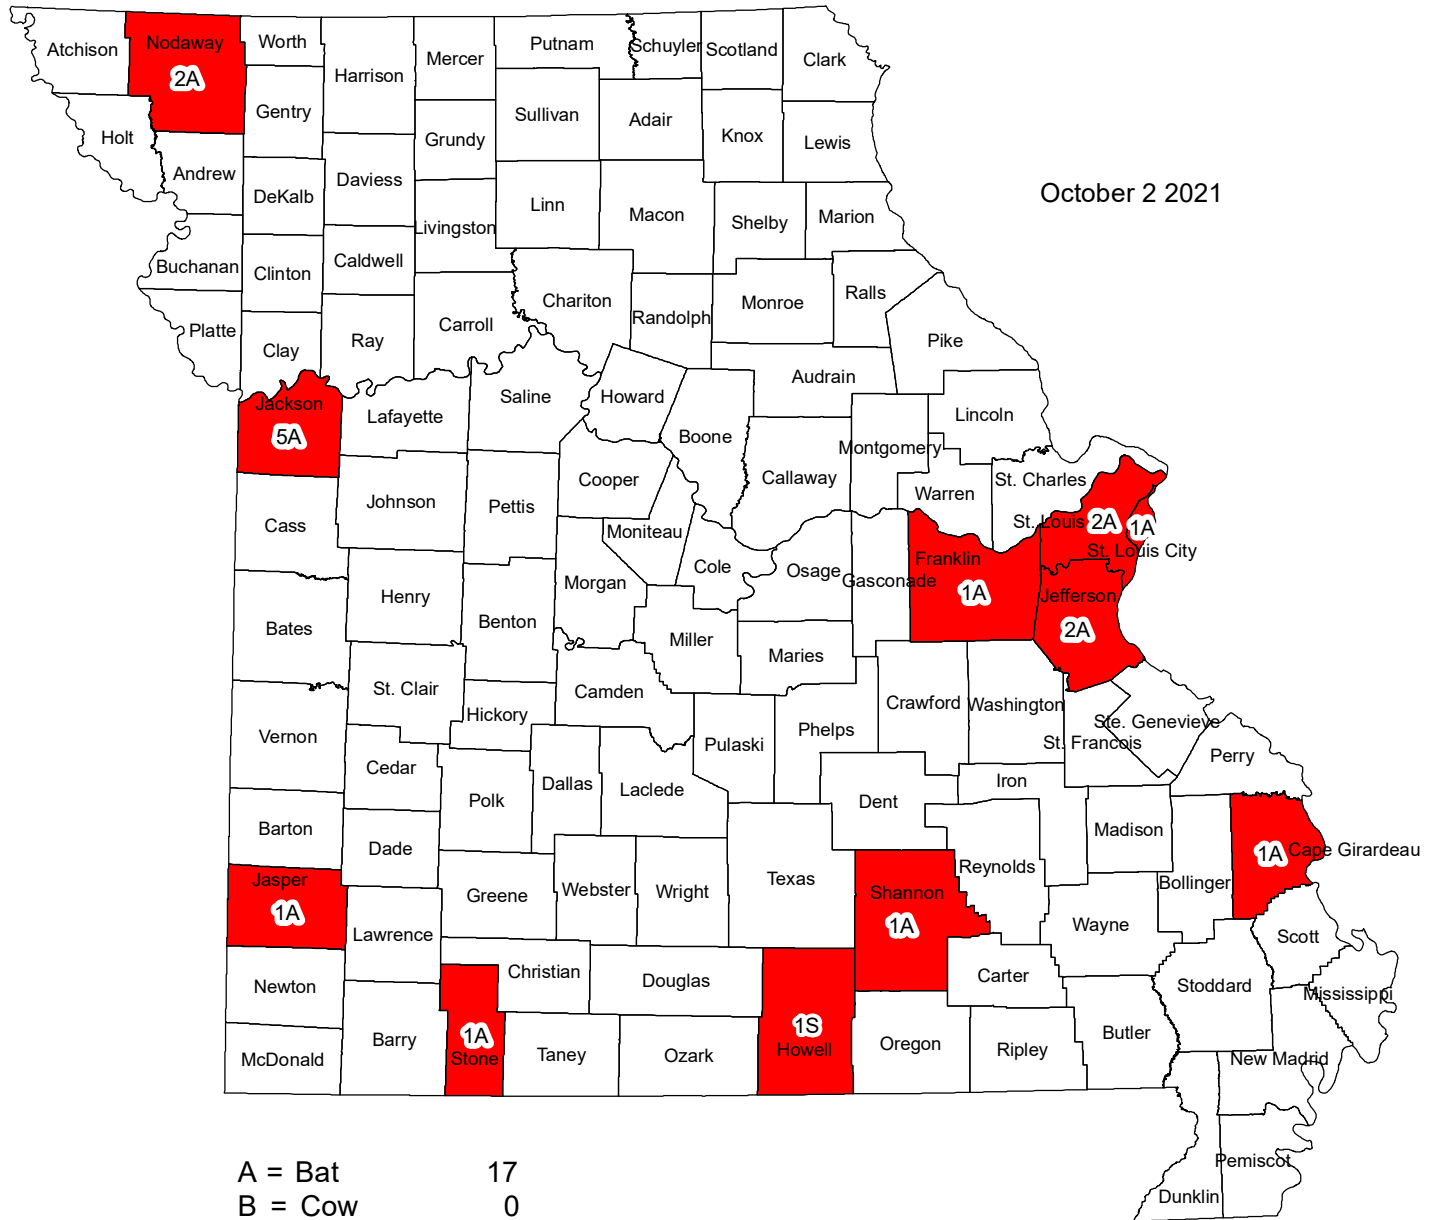 Atchison
Nodaway
2A
Worth
Harrison
Mercer
Putnam
Schuyler
Scotland
Clark
Gentry
Holt
Sullivan
Adair
Knox
Lewis
Grundy
Andrew
DeKalb
Daviess
Livingston
Linn
Macon
Shelby
Marion
October 2 2021
Buchanan
Clinton
Caldwell
Chariton
Randolph
Monroe
Ralls
Platte
Clay
Ray
Carroll
Pike
Audrain
Jackson
5A
Lafayette
Saline
Howard
Boone
Lincoln
Montgomery
Callaway
Cooper
Warren
St. Charles
Johnson
Pettis
Cass
Moniteau
St. Louis
2A
1A
St. Louis City
Cole
Osage
Gasconade
Franklin
1A
Morgan
Henry
Jefferson
2A
Benton
Bates
Miller
Maries
St. Clair
Camden
Crawford
Washington
Hickory
Ste. Genevieve
Vernon
Pulaski
Phelps
St. Francois
Perry
Cedar
Dallas
Laclede
Iron
Polk
Dent
Barton
Madison
Dade
1A
Cape Girardeau
Jasper
1A
Greene
Webster
Wright
Texas
Shannon
1A
Reynolds
Bollinger
Lawrence
Wayne
Scott
Christian
Douglas
Carter
Newton
Stoddard
Mississippi
1A
Stone
1S
Howell
Barry
McDonald
Taney
Ozark
Oregon
Ripley
Butler
New Madrid
Pemiscot
Dunklin
A = Bat 17
B = Cow 0